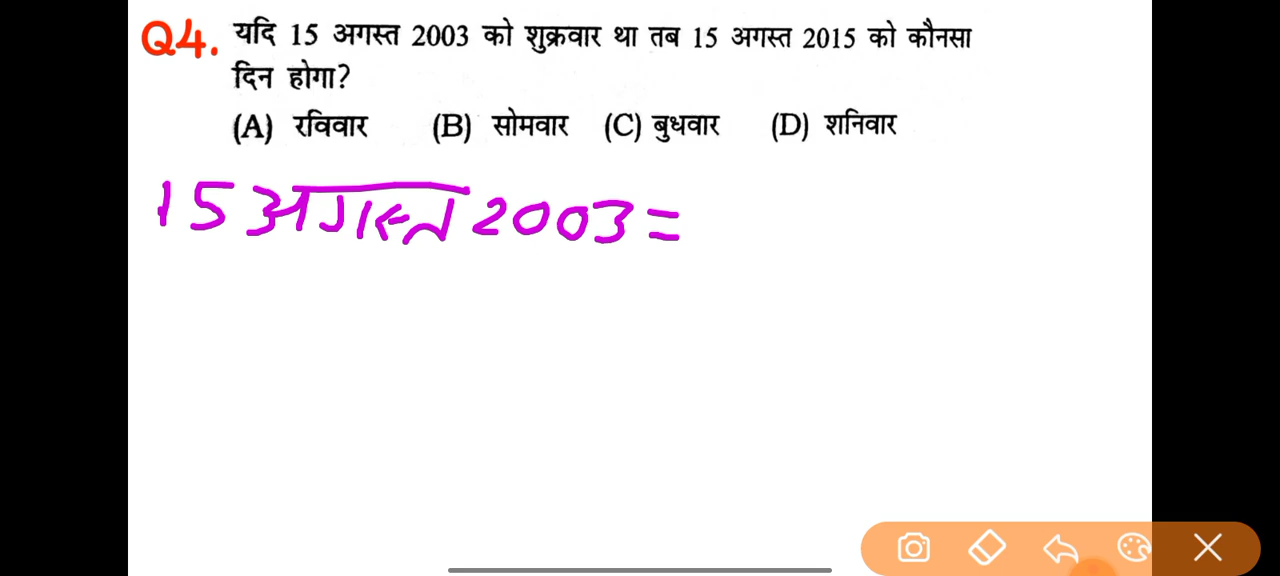 Q4. यदि 15 अगस्त 2003 को शुक्रवार था तब 15 अगस्त 2015 को कौनसा
दिन होगा?
(A) रविवार (B) सोमवार (C) बुधवार (D) शनिवार
15 अगस्त 2003 =